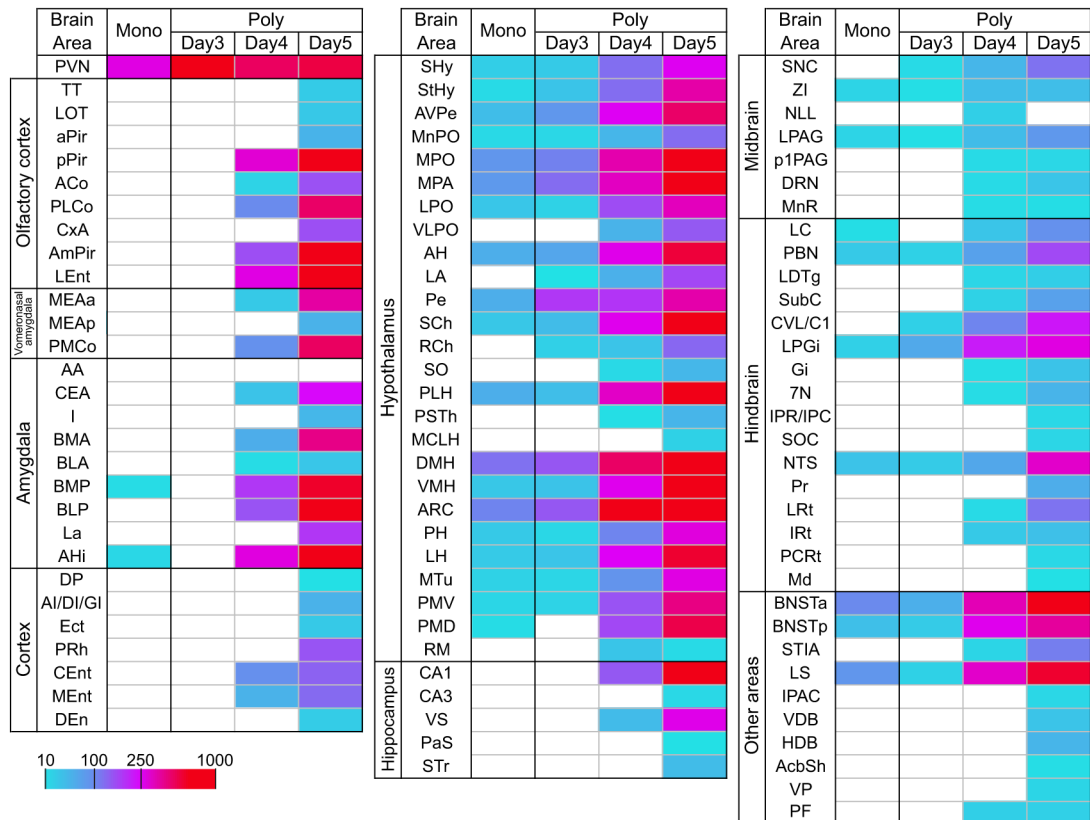 Brain Area Mono Poly
Day3 Day4 Day5
PVN
Olfactory cortex
TT
LOT
aPir
pPir
ACo
PLCo
CxA
AmPir
LEnt
Vomeronasal amygdala
MEAa
MEAp
PMCo
Amygdala
AA
CEA
I
BMA
BLA
BMP
BLP
La
AHi
Cortex
DP
AI/DI/GI
Ect
PRh
CEnt
MEnt
DEn
10 100 250 1000
Brain Area Mono Poly
Day3 Day4 Day5
Hypothalamus
SHy
StHy
AVPe
MnPO
MPO
MPA
LPO
VLPO
AH
LA
Pe
SCh
RCh
SO
PLH
PSTh
MCLH
DMH
VMH
ARC
PH
LH
MTu
PMV
PMD
RM
Hippocampus
CA1
CA3
VS
PaS
STr
Brain Area Mono Poly
Day3 Day4 Day5
Midbrain
SNC
ZI
NLL
LPAG
p1PAG
DRN
MnR
Hindbrain
LC
PBN
LDTg
SubC
CVL/C1
LPGi
Gi
7N
IPR/IPC
SOC
NTS
Pr
LRt
IRt
PCRt
Md
Other areas
BNSTa
BNSTp
STIA
LS
IPAC
VDB
HDB
AcbSh
VP
PF